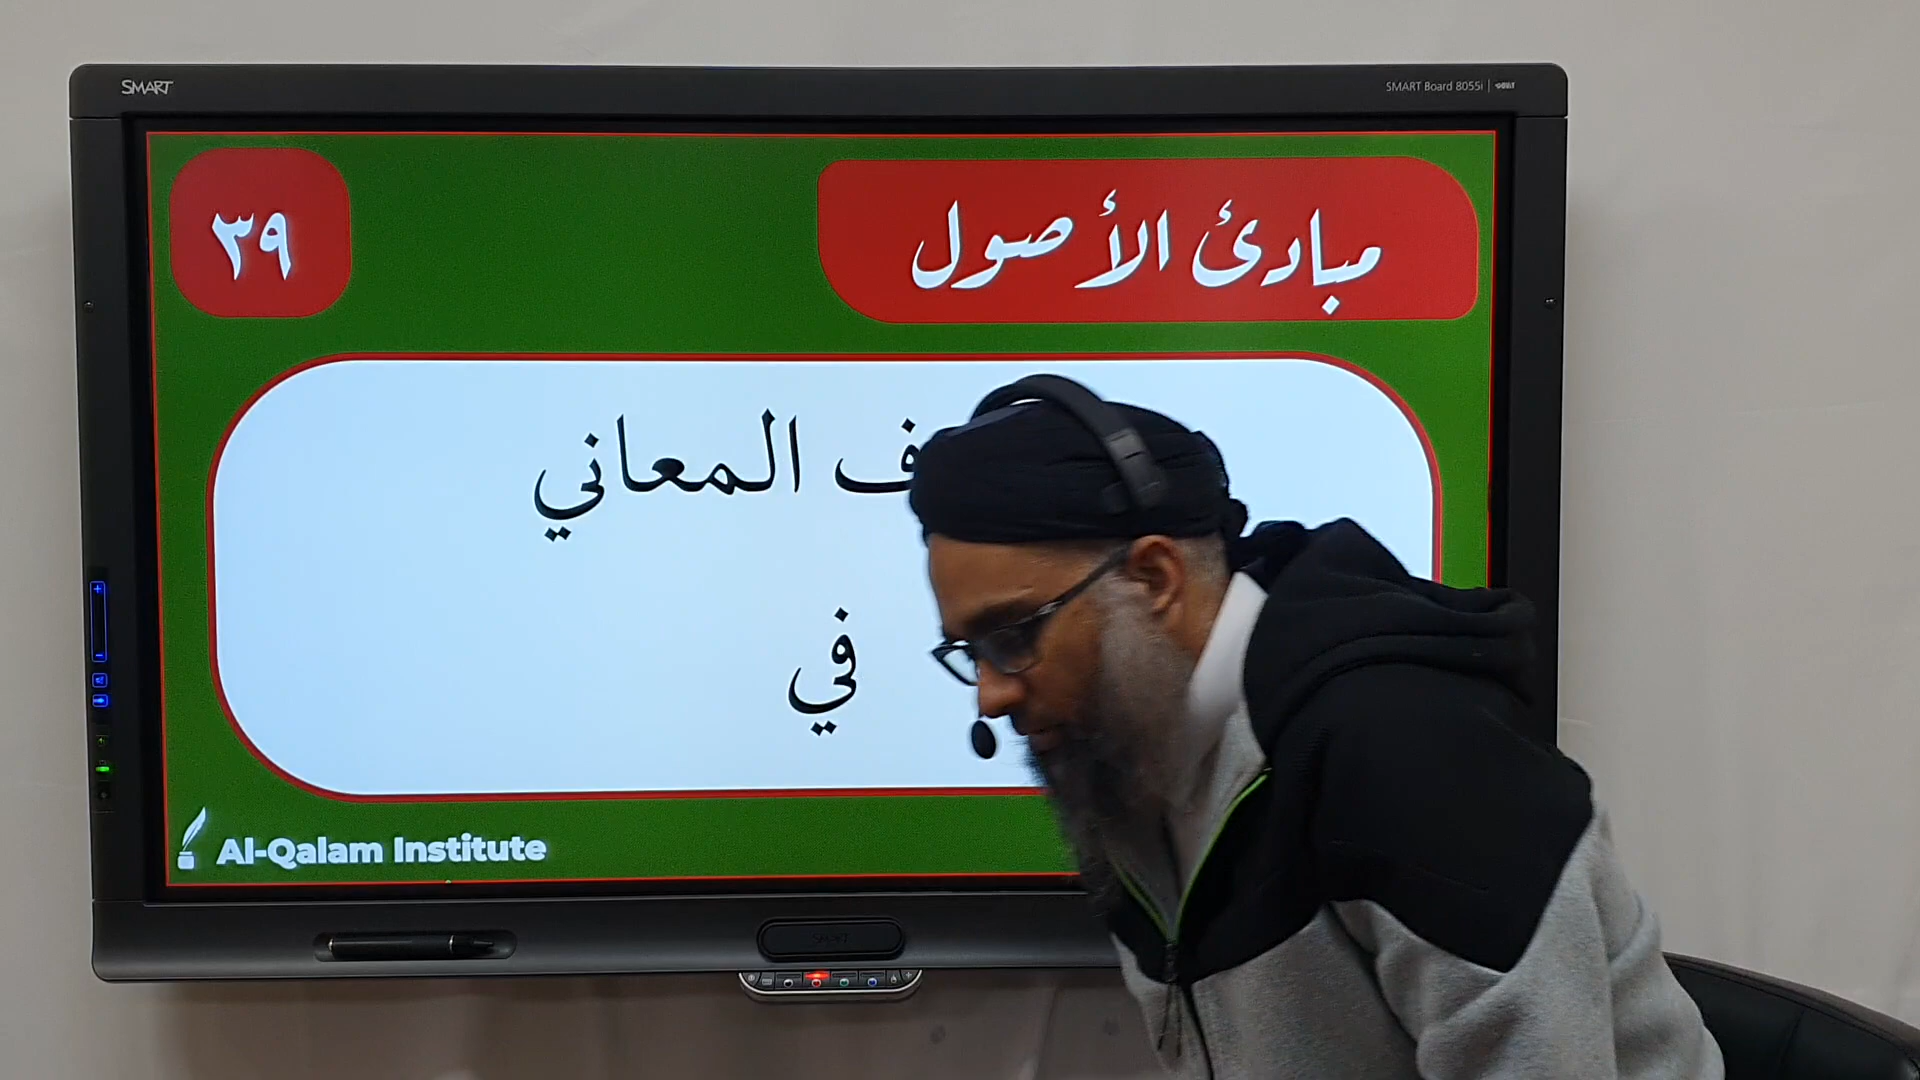 SMART
SMART Board 8055i
مبادئ الأصول
٣٩
المعاني
في
Al-Qalam Institute